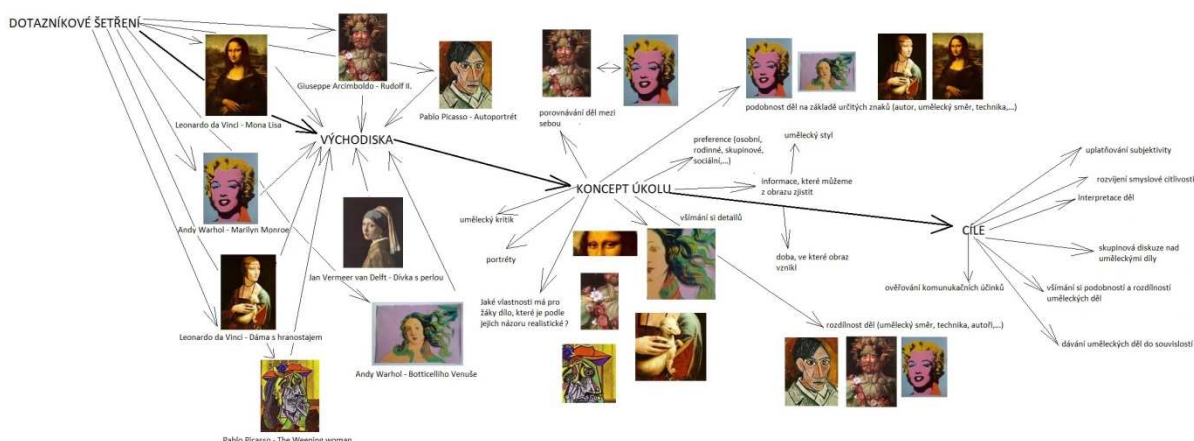 DOTAZNÍKOVÉ ŠETŘENÍ
Leonardo da Vinci - Mona Lisa
Giuseppe Arcimboldo - Rudolf II.
Pablo Picasso - Autoportrét
VÝCHODISKA
Andy Warhol - Marilyn Monroe
Jan Vermeer van Delft - Dívka s perlou
Leonardo da Vinci - Dáma s hranostajem
Andy Warhol - Botticelliho Venuše
Pablo Picasso - The Weeping woman
porovnávání děl mezi
sebou
podobnost děl na základě určitých znaků (autor, umělecký směr, technika,...)
preference (osobní,
rodinné, skupinové,
sociální,...)
umělecký styl
KONCEPT ÚKOLU
informace, které můžeme
z obrazu zjistit
umělecký kritik
portréty
všímání si detailů
doba, ve které obraz
vznikl
Jaké vlastnosti má pro
žáky dílo, které je podle
jejich názoru realistické ?
rozdílnost děl (umělecký směr, technika, autoři,...)
CÍLE
uplatňování subjektivity
rozvíjení smyslové citlivosti
interpretace děl
skupinová diskuze nad
uměleckými díly
ověřování komunukačních účinků
všímání si podobností a rozdílností
uměleckých děl
dávání uměleckých děl do souvislostí